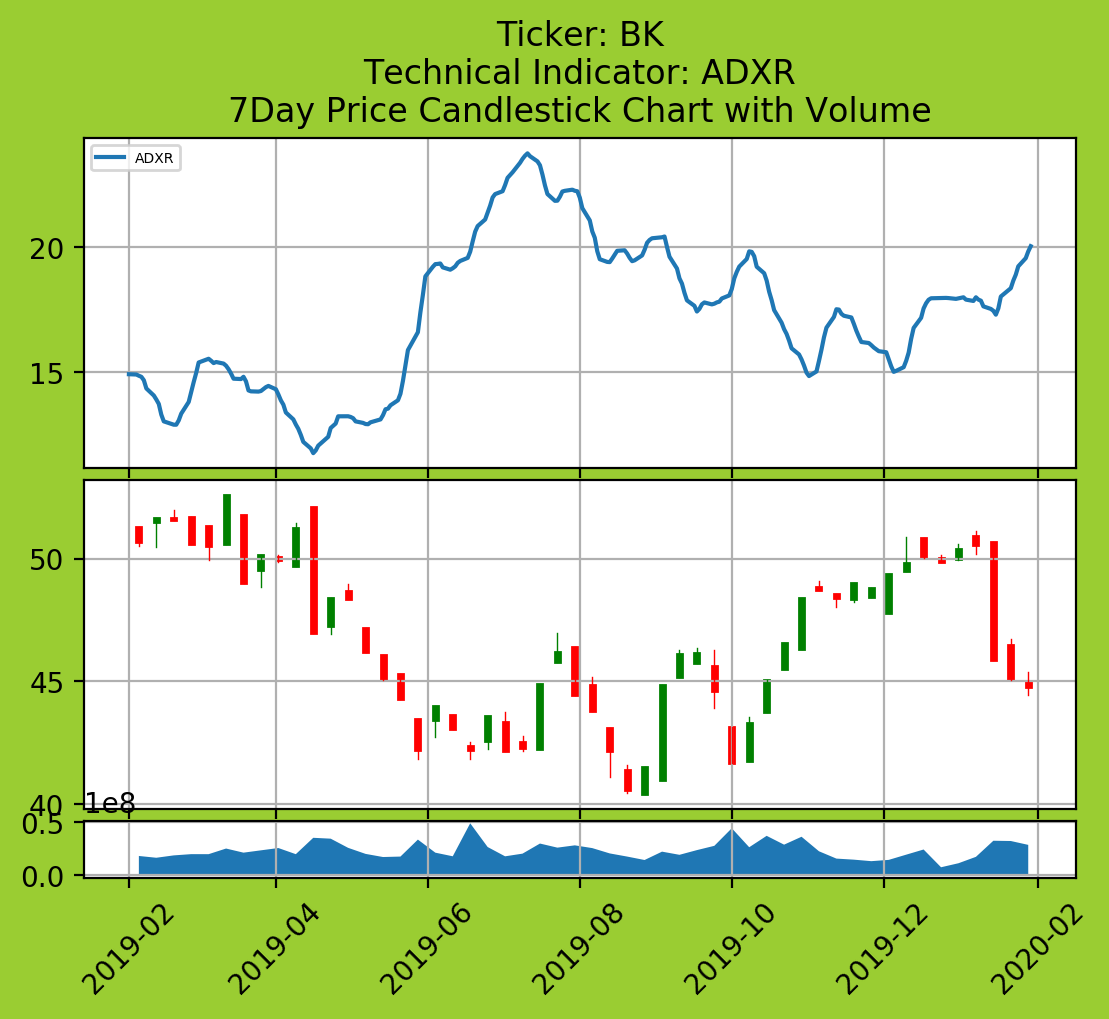 Ticker: BK
Technical Indicator: ADXR
7Day Price Candlestick Chart with Volume
ADXR
20
15
50
45
40
1e8
0.5
0.0
2019-02
2019-04
2019-06
2019-08
2019-10
2019-12
2020-02